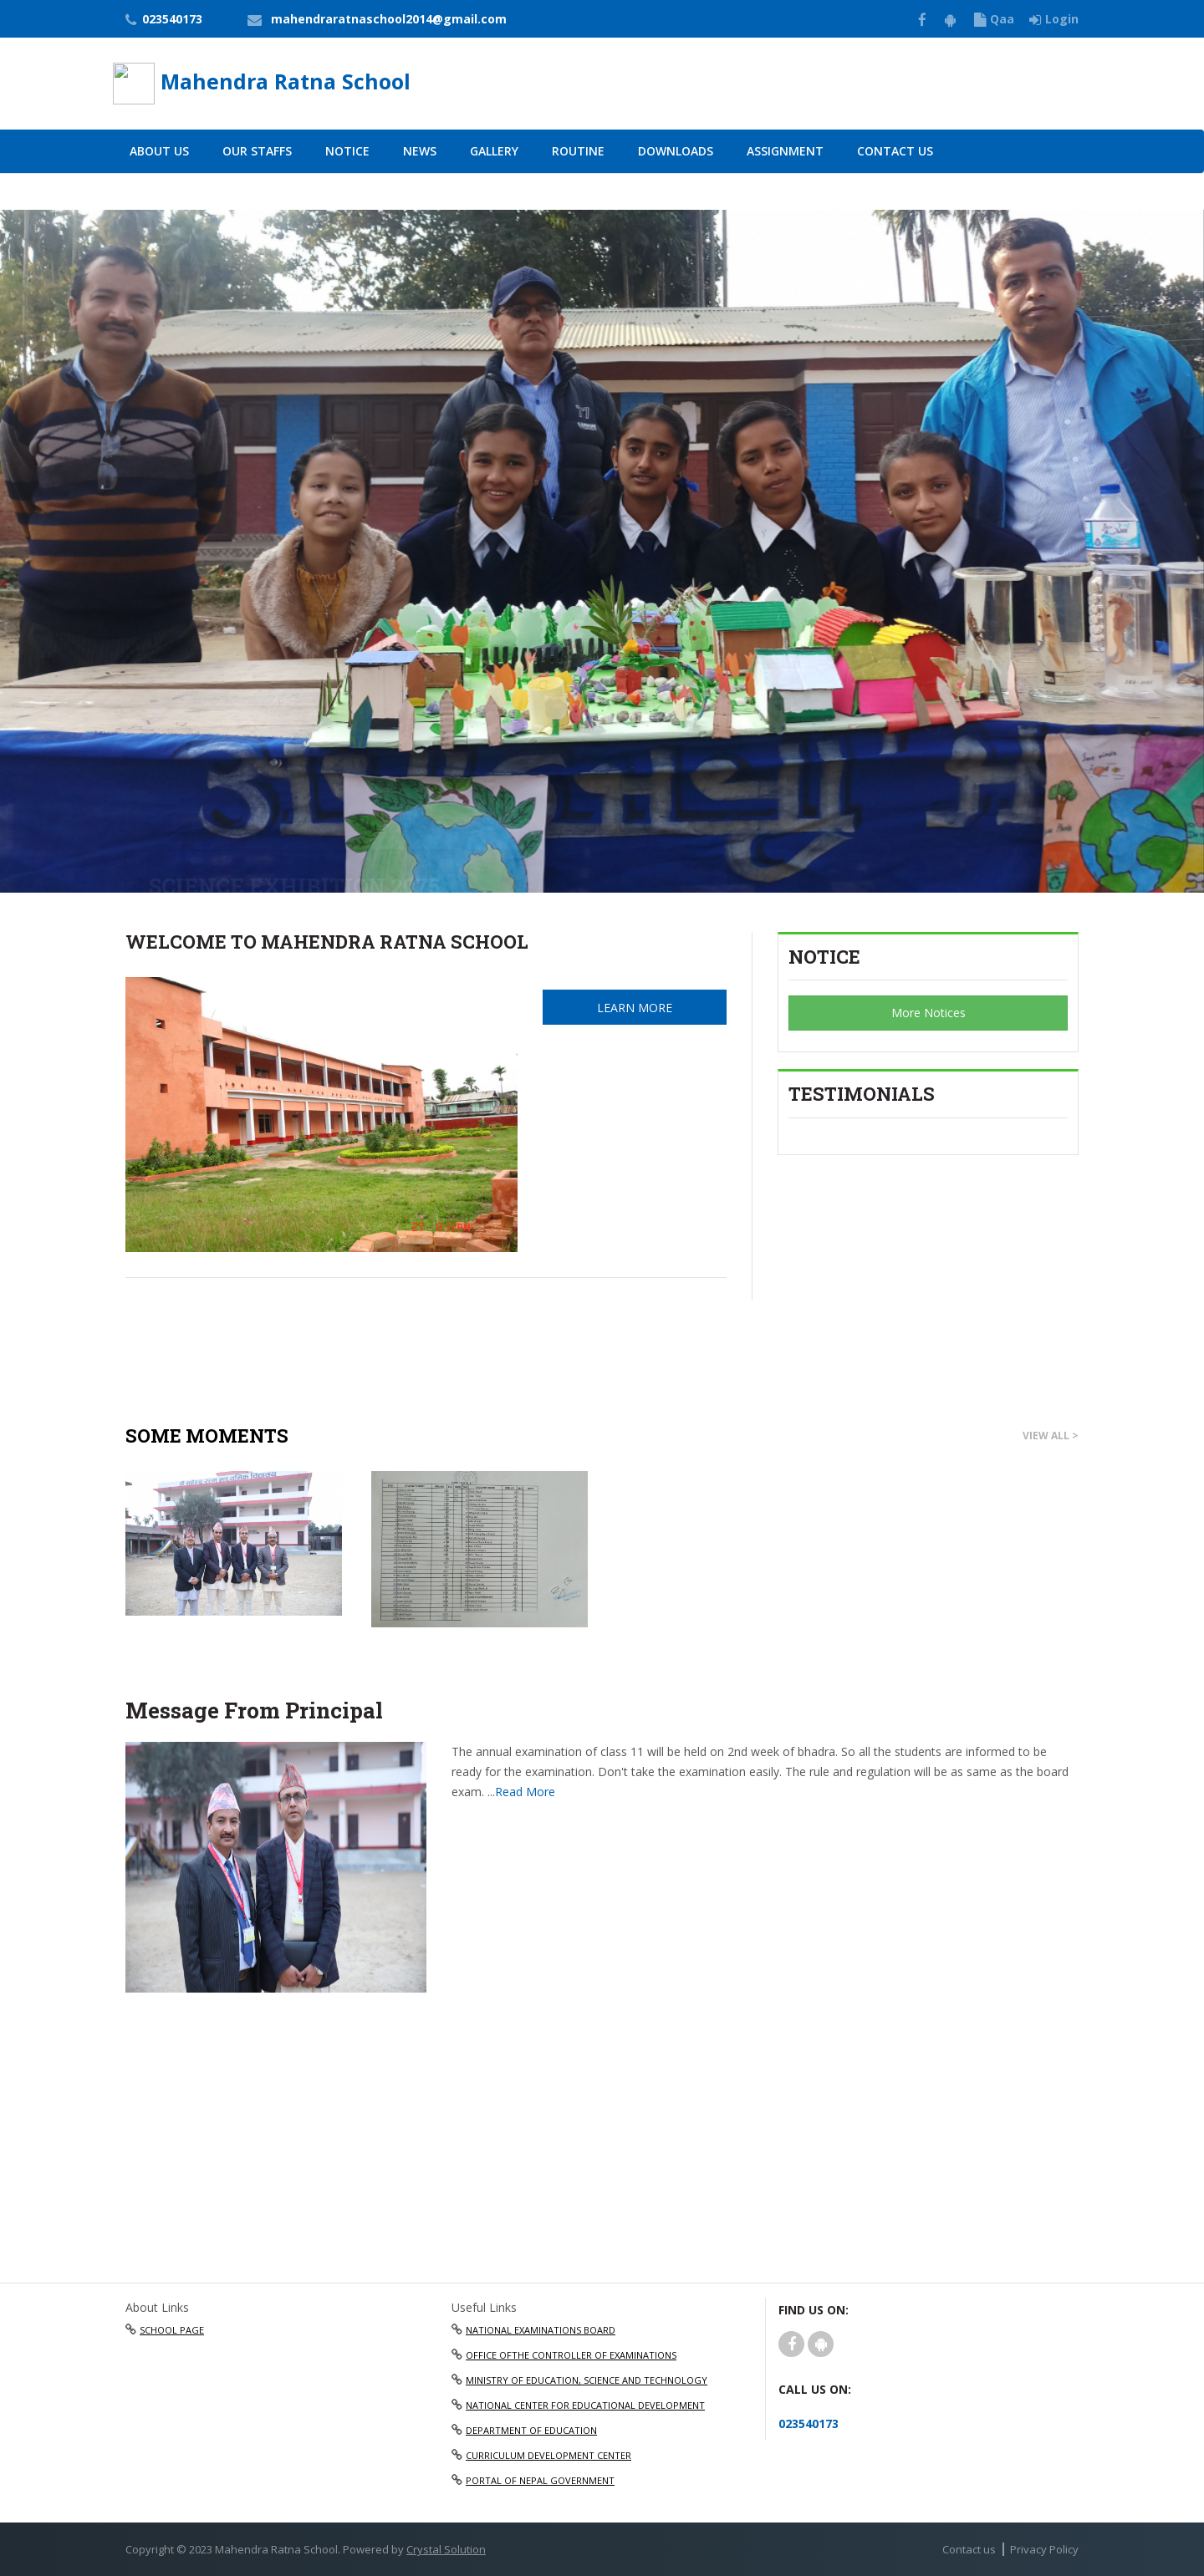 023540173
mahendraratnaschool2014@gmail.com
Qaa
Login
Mahendra Ratna School
ABOUT US
OUR STAFFS
NOTICE
NEWS
GALLERY
ROUTINE
DOWNLOADS
ASSIGNMENT
CONTACT US
SCIENCE EXHIBITION 2075
WELCOME TO MAHENDRA RATNA SCHOOL
LEARN MORE
NOTICE
More Notices
TESTIMONIALS
SOME MOMENTS
VIEW ALL >
Message From Principal
The annual examination of class 11 will be held on 2nd week of bhadra. So all the students are informed to be
ready for the examination. Don't take the examination easily. The rule and regulation will be as same as the board
exam. ...Read More
About Links
SCHOOL PAGE
Useful Links
NATIONAL EXAMINATIONS BOARD
OFFICE OFTHE CONTROLLER OF EXAMINATIONS
MINISTRY OF EDUCATION, SCIENCE AND TECHNOLOGY
NATIONAL CENTER FOR EDUCATIONAL DEVELOPMENT
DEPARTMENT OF EDUCATION
CURRICULUM DEVELOPMENT CENTER
PORTAL OF NEPAL GOVERNMENT
FIND US ON:
CALL US ON:
023540173
Copyright © 2023 Mahendra Ratna School. Powered by Crystal Solution
Contact us
Privacy Policy